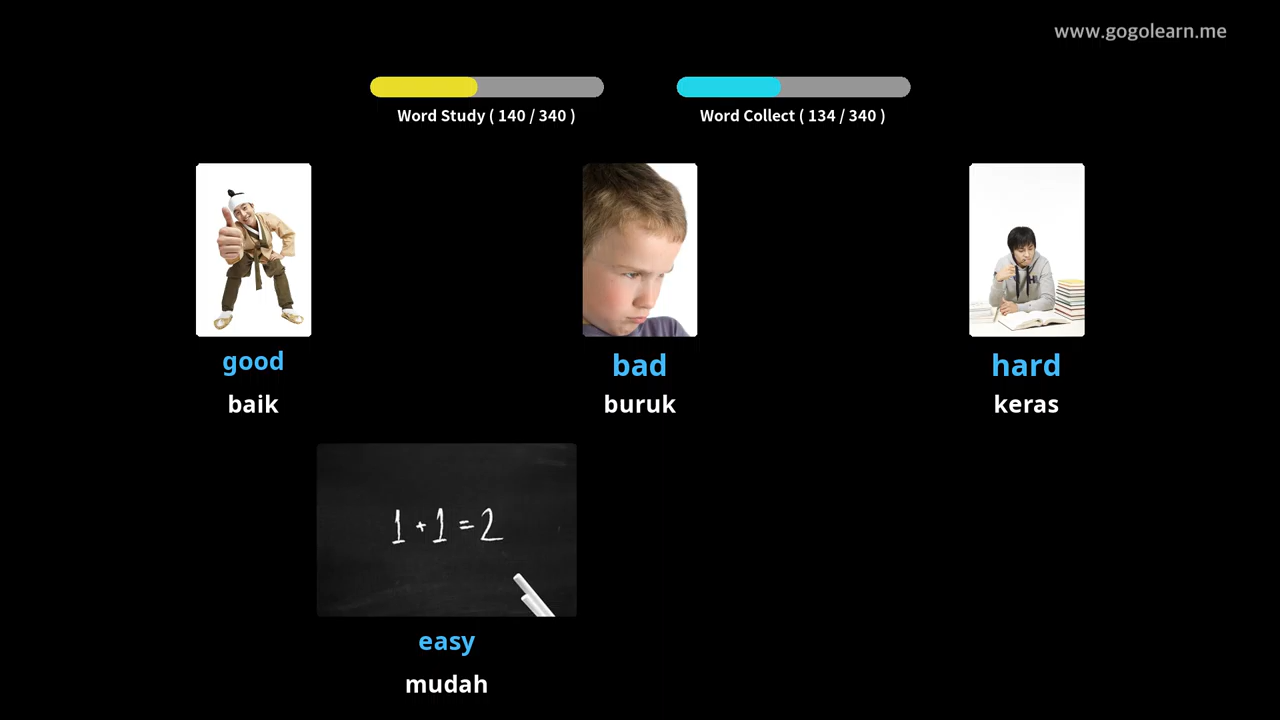 www.gogolearn.me
Word Study ( 140 / 340 )
Word Collect ( 134 / 340 )
good
baik
bad
buruk
hard
keras
1 + 1 = 2
easy
mudah